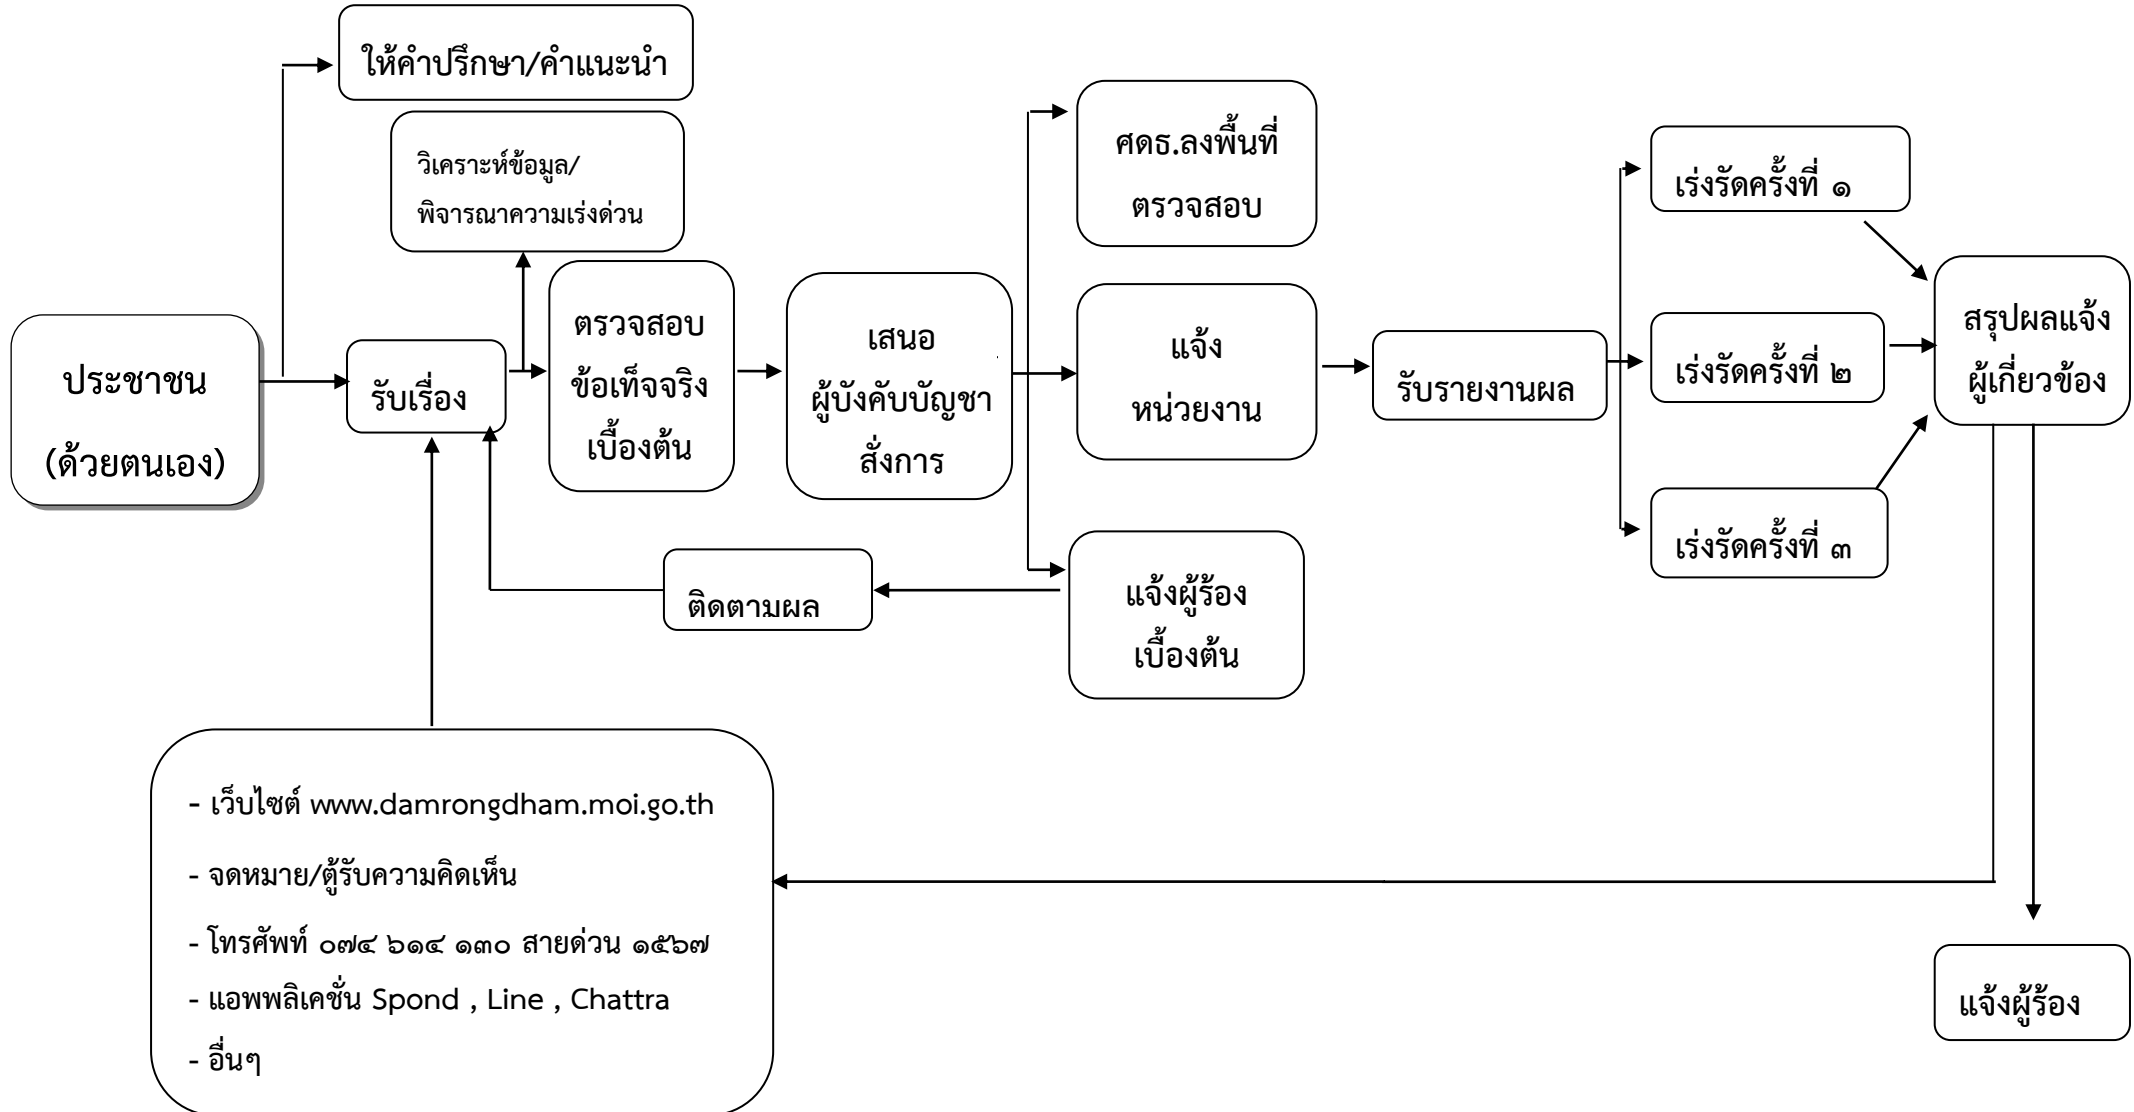 ให้คำปรึกษา/คำแนะนำ
วิเคราะห์ข้อมูล/
พิจารณาความเร่งด่วน
ประชาชน
(ด้วยตนเอง)
รับเรื่อง
ตรวจสอบ
ข้อเท็จจริง
เบื้องต้น
เสนอ
ผู้บังคับบัญชา
สั่งการ
ศดธ.ลงพื้นที่
ตรวจสอบ
แจ้ง
หน่วยงาน
แจ้งผู้ร้อง
เบื้องต้น
ติดตามผล
รับรายงานผล
เร่งรัดครั้งที่ ๑
เร่งรัดครั้งที่ ๒
เร่งรัดครั้งที่ ๓
สรุปผลแจ้ง
ผู้เกี่ยวข้อง
- เว็บไซต์ www.damrongdham.moi.go.th
- จดหมาย/ตู้รับความคิดเห็น
- โทรศัพท์ ๐๗๔ ๖๑๔ ๑๓๐ สายด่วน ๑๕๖๗
- แอพพลิเคชั่น Spond , Line , Chattra
- อื่นๆ
แจ้งผู้ร้อง